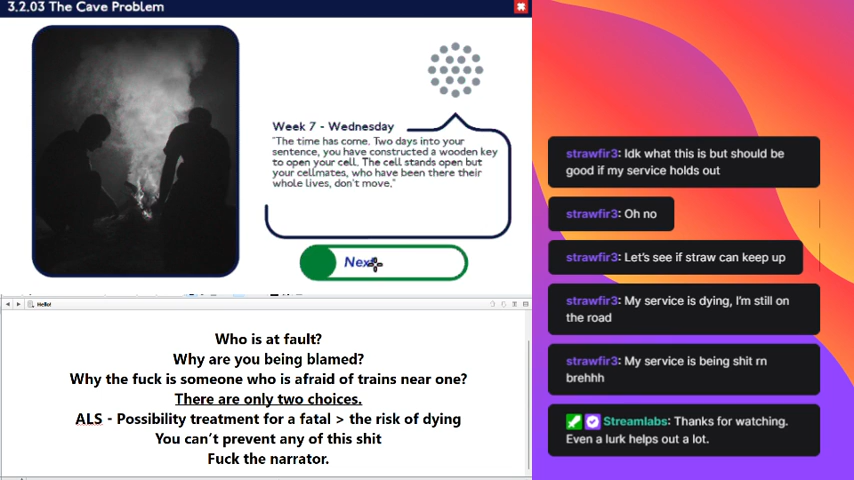 3.2.03 The Cave Problem
Week 7 - Wednesday
"The time has come. Two days into your
sentence, you have constructed a wooden key
to open your cell. The cell stands open but
your cellmates, who have been there their
whole lives, don't move."
Next
Hello!
Who is at fault?
Why are you being blamed?
Why the fuck is someone who is afraid of trains near one?
There are only two choices.
ALS - Possibility treatment for a fatal > the risk of dying
You can't prevent any of this shit
Fuck the narrator.
strawfir3: Idk what this is but should be
good if my service holds out
strawfir3: Oh no
strawfir3: Let's see if straw can keep up
strawfir3: My service is dying, I'm still on
the road
strawfir3: My service is being shit rn
brehhh
Streamlabs: Thanks for watching.
Even a lurk helps out a lot.